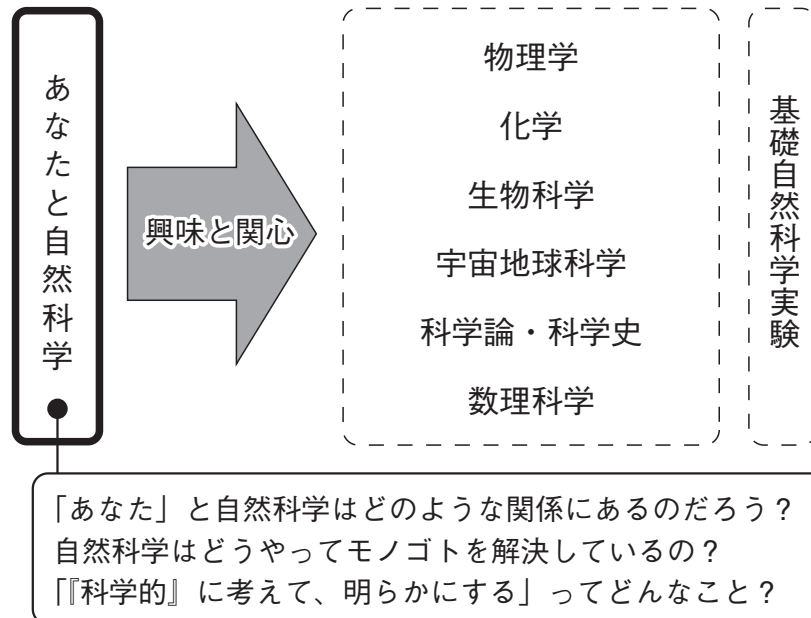 あなたと自然科学
興味と関心
物理学
化学
生物科学
宇宙地球科学
科学論・科学史
数理科学
基礎自然科学実験
「あなた」と自然科学はどのような関係にあるのだろう？
自然科学はどうやってモノゴトを解決しているの？
「『科学的』に考えて、明らかにする」ってどんなこと？